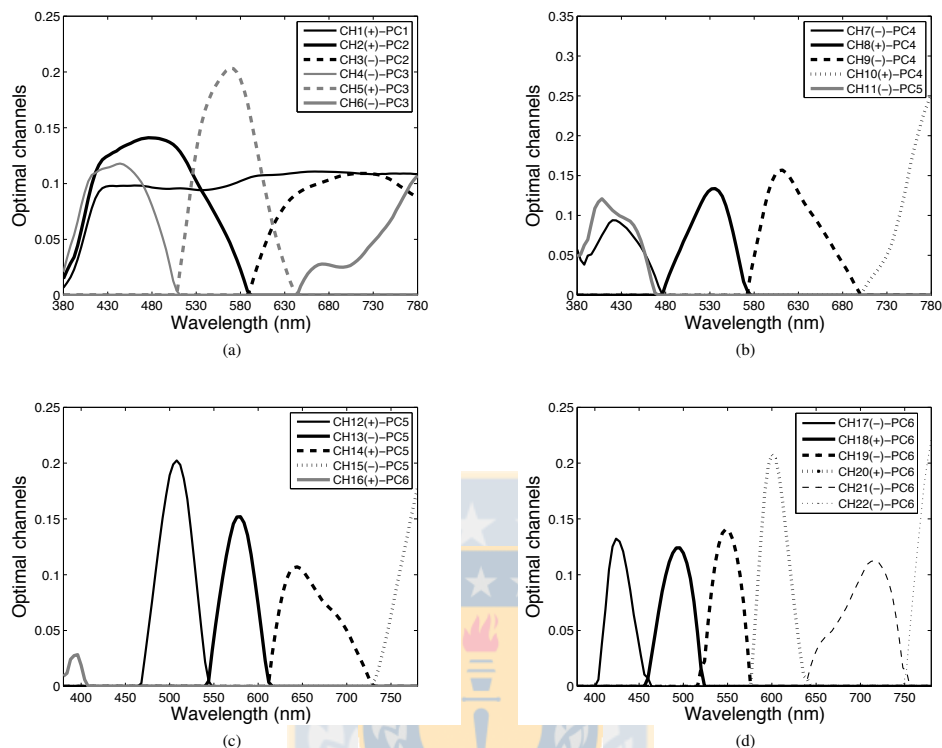 0.25
0.2
0.15
0.1
0.05
0
Optimal channels
CH1(+)−PC1
CH2(+)−PC2
CH3(−)−PC2
CH4(−)−PC3
CH5(+)−PC3
CH6(−)−PC3
380 430 480 530 580 630 680 730 780
Wavelength (nm)
(a)
0.35
0.3
0.25
0.2
0.15
0.1
0.05
0
Optimal channels
CH7(−)−PC4
CH8(+)−PC4
CH9(−)−PC4
CH10(+)−PC4
CH11(−)−PC5
380 430 480 530 580 630 680 730 780
Wavelength (nm)
(b)
0.25
0.2
0.15
0.1
0.05
0
Optimal channels
CH12(+)−PC5
CH13(−)−PC5
CH14(+)−PC5
CH15(−)−PC5
CH16(+)−PC6
400 450 500 550 600 650 700 750
Wavelength (nm)
(c)
0.25
0.2
0.15
0.1
0.05
0
Optimal channels
CH17(−)−PC6
CH18(+)−PC6
CH19(−)−PC6
CH20(+)−PC6
CH21(−)−PC6
CH22(−)−PC6
400 450 500 550 600 650 700 750
Wavelength (nm)
(d)